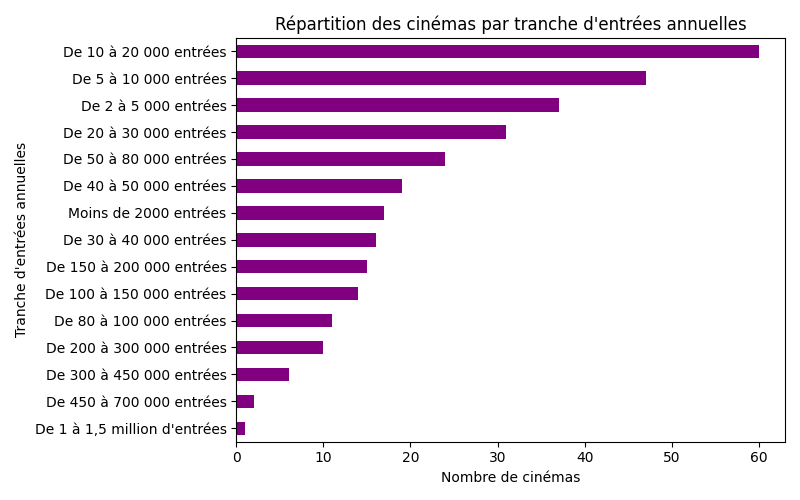 Répartition des cinémas par tranche d'entrées annuelles
Tranche d'entrées annuelles
De 10 à 20 000 entrées
De 5 à 10 000 entrées
De 2 à 5 000 entrées
De 20 à 30 000 entrées
De 50 à 80 000 entrées
De 40 à 50 000 entrées
Moins de 2000 entrées
De 30 à 40 000 entrées
De 150 à 200 000 entrées
De 100 à 150 000 entrées
De 80 à 100 000 entrées
De 200 à 300 000 entrées
De 300 à 450 000 entrées
De 450 à 700 000 entrées
De 1 à 1,5 million d'entrées
0 10 20 30 40 50 60
Nombre de cinémas